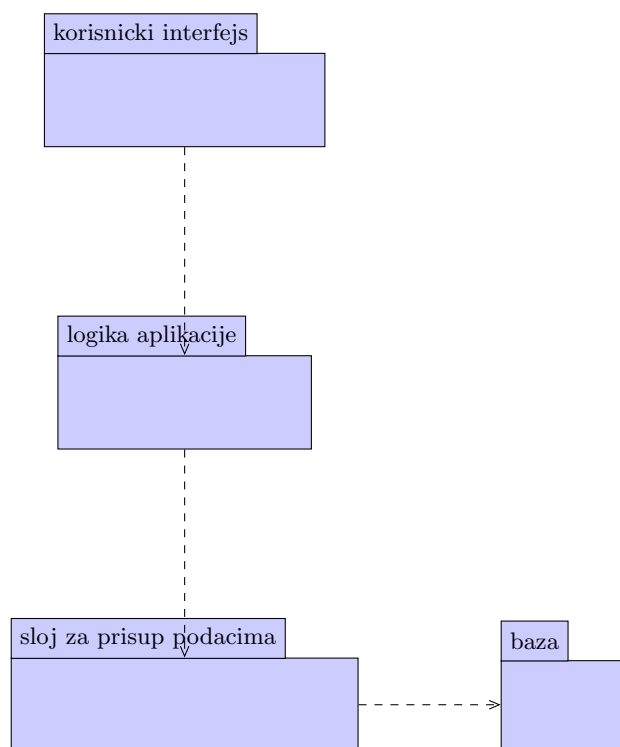 korisnicki interfejs
logika aplikacije
sloj za prisup podacima
baza